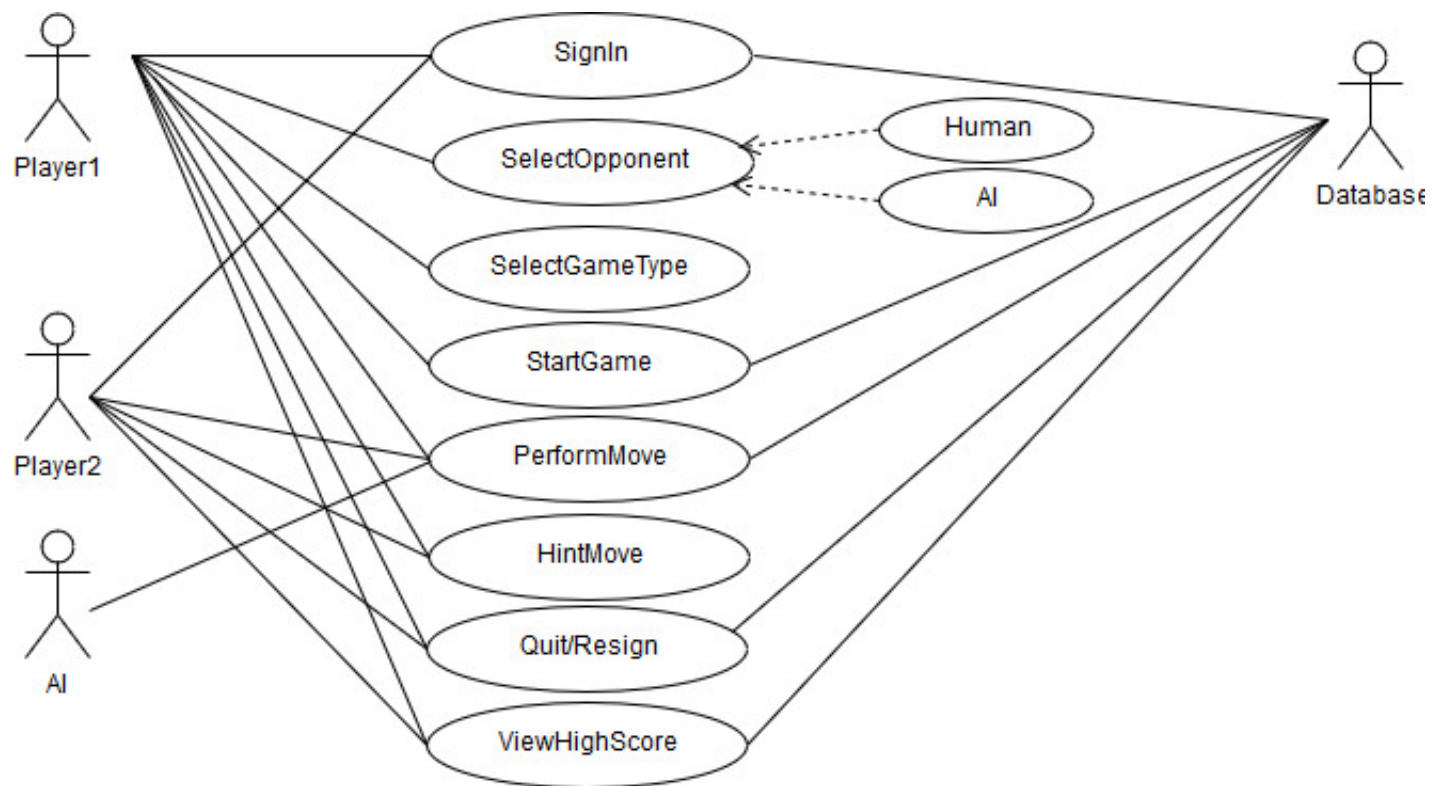 SignIn
Human
SelectOpponent
Player1
AI
Database
SelectGameType
StartGame
PerformMove
Player2
HintMove
Quit/Resign
AI
ViewHighScore